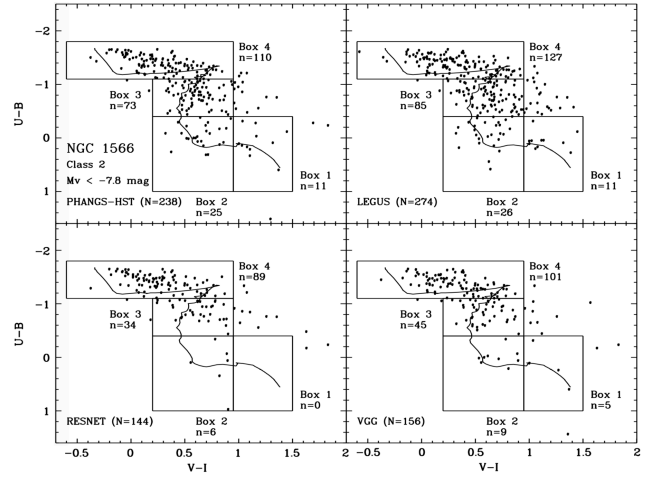 −2
−1
0
1
U−B
Box 4
n=110
Box 3
n=73
NGC 1566
Class 2
Mv < −7.8 mag
PHANGS−HST (N=238)
Box 1
n=11
Box 2
n=25
Box 4
n=127
Box 3
n=85
LEGUS (N=274)
Box 1
n=11
Box 2
n=26
−2
−1
0
1
U−B
Box 4
n=89
Box 3
n=34
RESNET (N=144)
Box 1
n=0
Box 2
n=6
−0.5 0 0.5 1 1.5 2
V−I
Box 4
n=101
Box 3
n=45
VGG (N=156)
Box 1
n=5
Box 2
n=9
−0.5 0 0.5 1 1.5 2
V−I